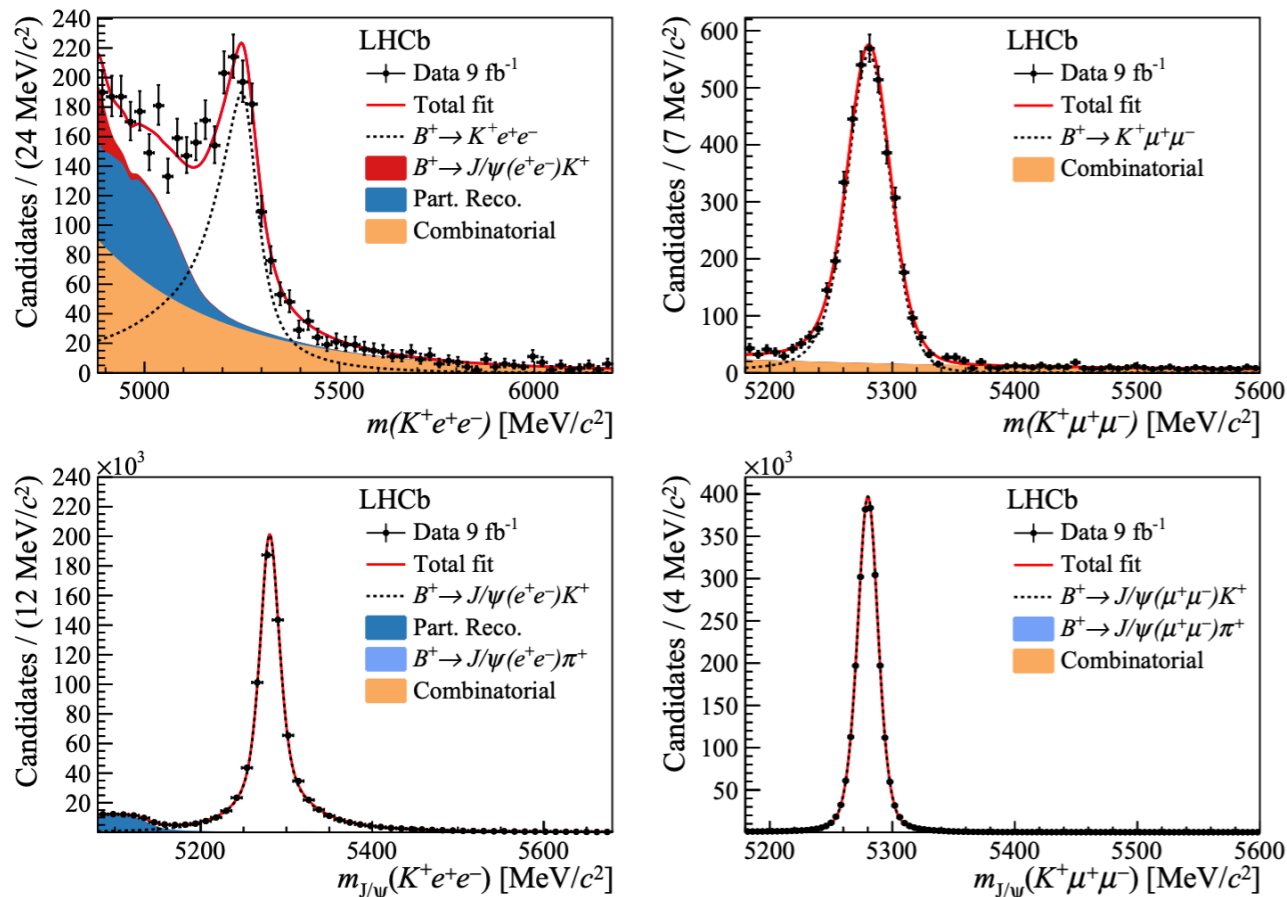 Candidates / (24 MeV/c²)
240
220
200
180
160
140
120
100
80
60
40
20
0
LHCb
Data 9 fb⁻¹
Total fit
B⁺→ K⁺e⁺e⁻
B⁺→ J/ψ(e⁺e⁻)K⁺
Part. Reco.
Combinatorial
5000 5500 6000
m(K⁺e⁺e⁻) [MeV/c²]
Candidates / (7 MeV/c²)
600
500
400
300
200
100
0
LHCb
Data 9 fb⁻¹
Total fit
B⁺→ K⁺μ⁺μ⁻
Combinatorial
5200 5300 5400 5500 5600
m(K⁺μ⁺μ⁻) [MeV/c²]
Candidates / (12 MeV/c²)
×10³
240
220
200
180
160
140
120
100
80
60
40
20
LHCb
Data 9 fb⁻¹
Total fit
B⁺→ J/ψ(e⁺e⁻)K⁺
Part. Reco.
B⁺→ J/ψ(e⁺e⁻)π⁺
Combinatorial
5200 5400 5600
m_J/ψ(K⁺e⁺e⁻) [MeV/c²]
Candidates / (4 MeV/c²)
×10³
400
350
300
250
200
150
100
50
LHCb
Data 9 fb⁻¹
Total fit
B⁺→ J/ψ(μ⁺μ⁻)K⁺
B⁺→ J/ψ(μ⁺μ⁻)π⁺
Combinatorial
5200 5300 5400 5500 5600
m_J/ψ(K⁺μ⁺μ⁻) [MeV/c²]